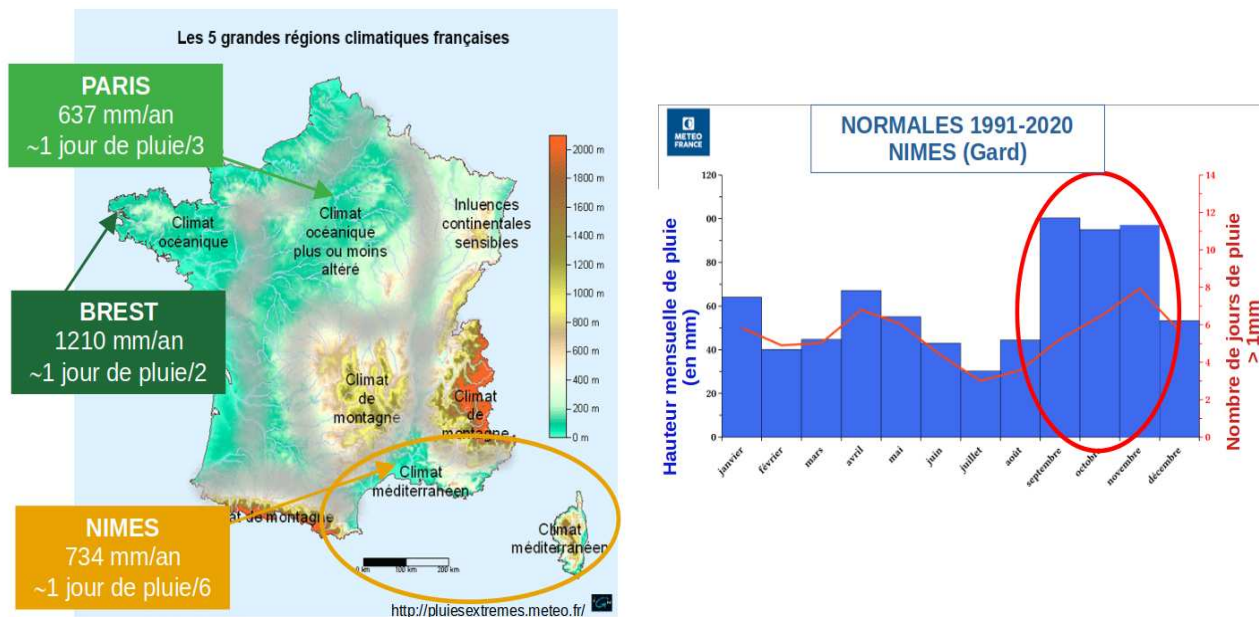 Les 5 grandes régions climatiques françaises
PARIS
637 mm/an
~1 jour de pluie/3
BREST
1210 mm/an
~1 jour de pluie/2
NIMES
734 mm/an
~1 jour de pluie/6
Climat
océanique
Climat
océanique
plus ou moins
altéré
Inluences
continentales
sensibles
Climat
de
montagne
Climat
de
montagne
Climat
méditerranéen
at de montagne
Climat
méditerranéen
2000 m
1800 m
1600 m
1400 m
1200 m
1000 m
800 m
600 m
400 m
200 m
0 m
0 km 100 km 200 km
http://pluiesextremes.meteo.fr/
METEO
FRANCE
NORMALES 1991-2020
NIMES (Gard)
Hauteur mensuelle de pluie
(en mm)
120
00
80
60
40
20
0
janvier
février
mars
avril
mai
juin
juillet
août
septembre
octobre
novembre
décembre
14
12
10
8
6
4
2
0
Nombre de jours de pluie
> 1mm